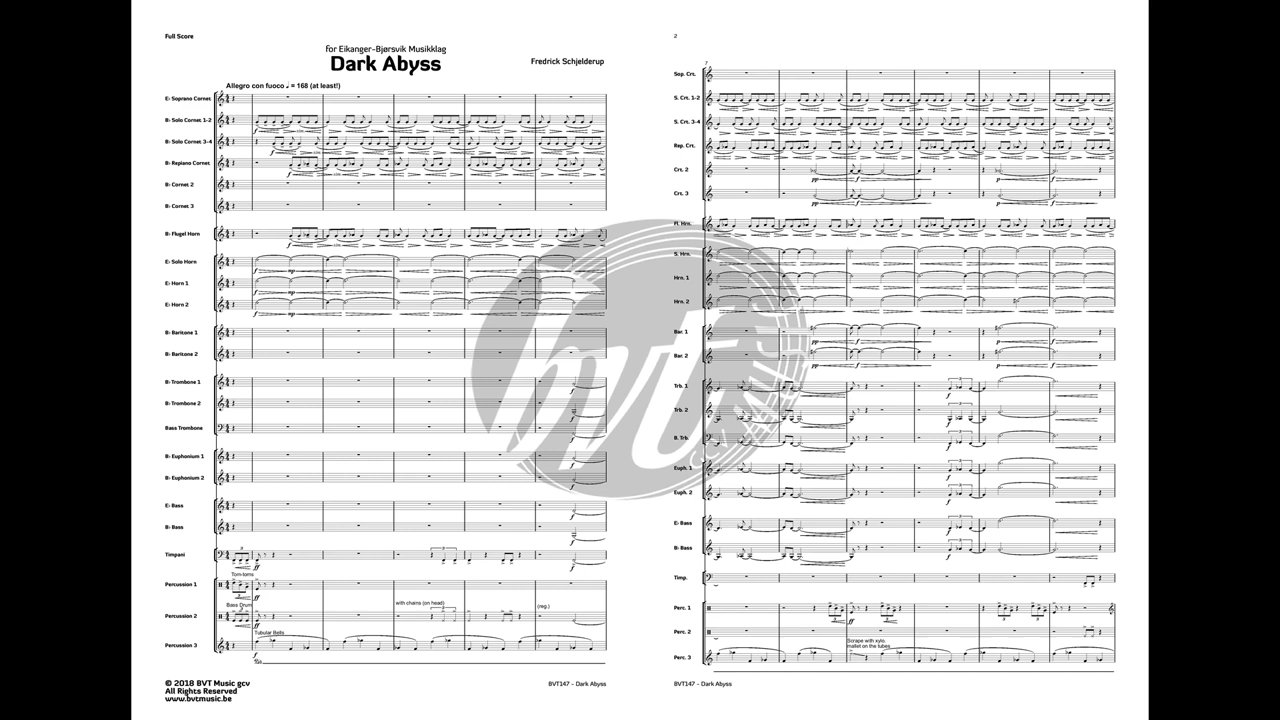 Full Score
for Eikanger-Bjørsvik Musikklag
Dark Abyss
Fredrick Schjelderup
Allegro con fuoco ♩ = 168 (at least!)
E♭ Soprano Cornet
B♭ Solo Cornet 1-2
B♭ Solo Cornet 3-4
B♭ Repiano Cornet
B♭ Cornet 2
B♭ Cornet 3
B♭ Flugel Horn
E♭ Solo Horn
E♭ Horn 1
E♭ Horn 2
B♭ Baritone 1
B♭ Baritone 2
B♭ Trombone 1
B♭ Trombone 2
Bass Trombone
B♭ Euphonium 1
B♭ Euphonium 2
E♭ Bass
B♭ Bass
Timpani
Tom-toms
Percussion 1
Bass Drum
with chains (on head)
(reg.)
Percussion 2
Tubular Bells
Percussion 3
© 2018 BVT Music gcv
All Rights Reserved
www.bvtmusic.be
BVT147 - Dark Abyss
2
7
Sop. Crt.
S. Crt. 1-2
S. Crt. 3-4
Rep. Crt.
Crt. 2
Crt. 3
Fl. Hrn.
S. Hrn.
Hrn. 1
Hrn. 2
Bar. 1
Bar. 2
Trb. 1
Trb. 2
B. Trb.
Euph. 1
Euph. 2
E♭ Bass
B♭ Bass
Timp.
Perc. 1
Perc. 2
Scrape with xylo.
mallet on the tubes
Perc. 3
BVT147 - Dark Abyss
bvt